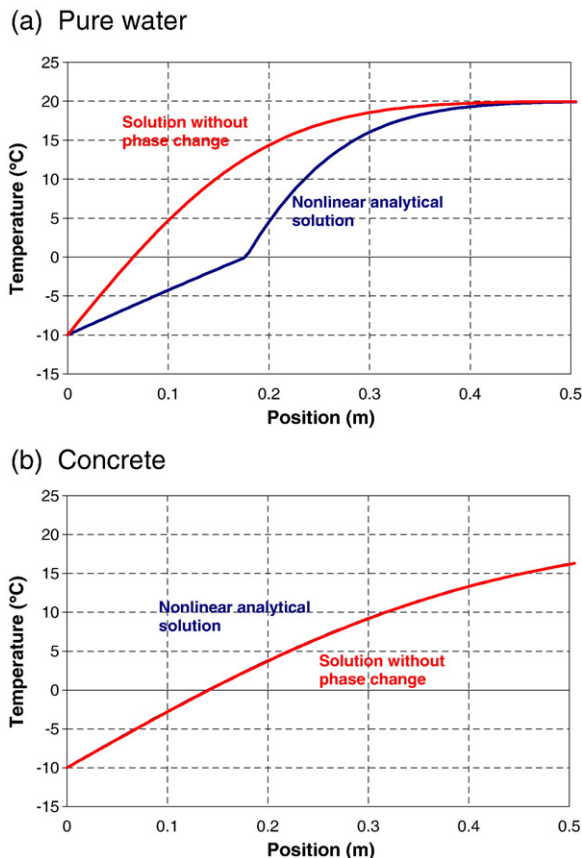 (a) Pure water
25
20
15
10
5
0
-5
-10
-15
Temperature (°C)
Solution without
phase change
Nonlinear analytical
solution
0 0.1 0.2 0.3 0.4 0.5
Position (m)
(b) Concrete
25
20
15
10
5
0
-5
-10
-15
Temperature (°C)
Nonlinear analytical
solution
Solution without
phase change
0 0.1 0.2 0.3 0.4 0.5
Position (m)